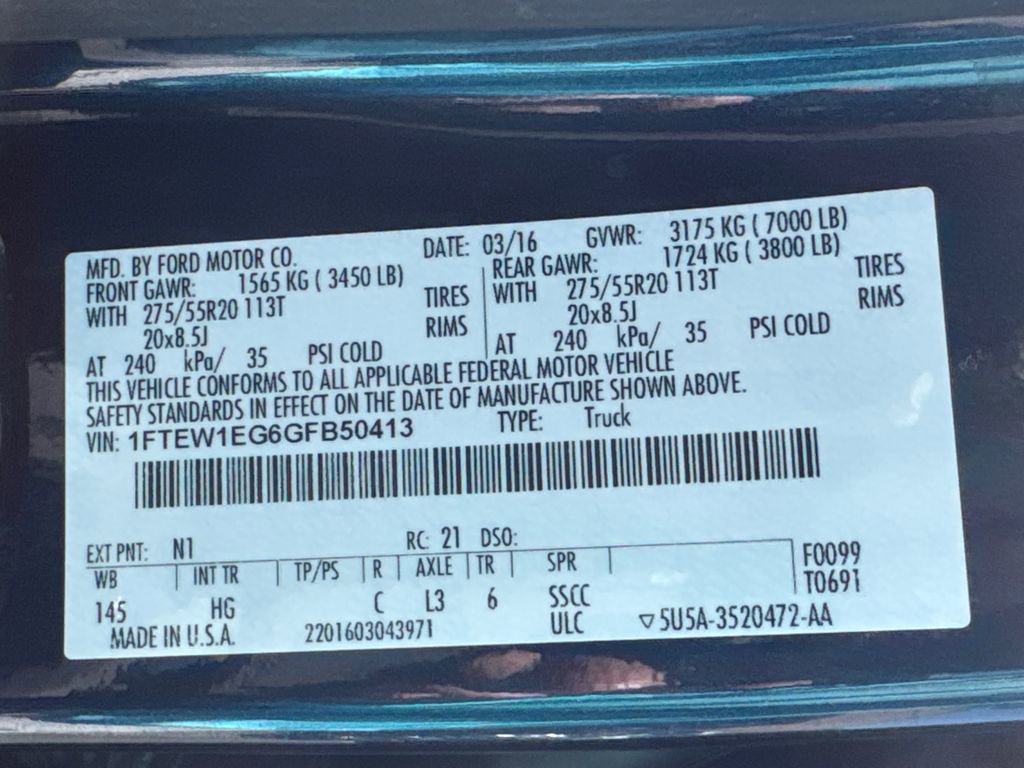 MFD. BY FORD MOTOR CO. DATE: 03/16 GVWR: 3175 KG ( 7000 LB)
FRONT GAWR: 1565 KG ( 3450 LB) REAR GAWR: 1724 KG ( 3800 LB)
WITH 275/55R20 113T TIRES WITH 275/55R20 113T TIRES
20x8.5J RIMS 20x8.5J RIMS
AT 240 kPa/ 35 PSI COLD AT 240 kPa/ 35 PSI COLD
THIS VEHICLE CONFORMS TO ALL APPLICABLE FEDERAL MOTOR VEHICLE
SAFETY STANDARDS IN EFFECT ON THE DATE OF MANUFACTURE SHOWN ABOVE.
VIN: 1FTEW1EG6GFB50413 TYPE: Truck
EXT PNT: N1 RC: 21 DSO:
WB INT TR TP/PS R AXLE TR SPR F0099
145 HG C L3 6 SSCC T0691
MADE IN U.S.A. 2201603043971 ULC ▽5U5A-3520472-AA